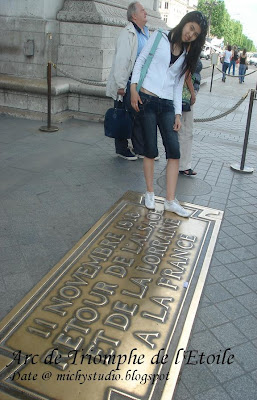 11 NOVEMBRE 1918
RETOUR DE L'ALSACE
ET DE LA LORRAINE
A LA FRANCE
Arc de Triomphe de l'Etoile
Date @ michystudio.blogspot